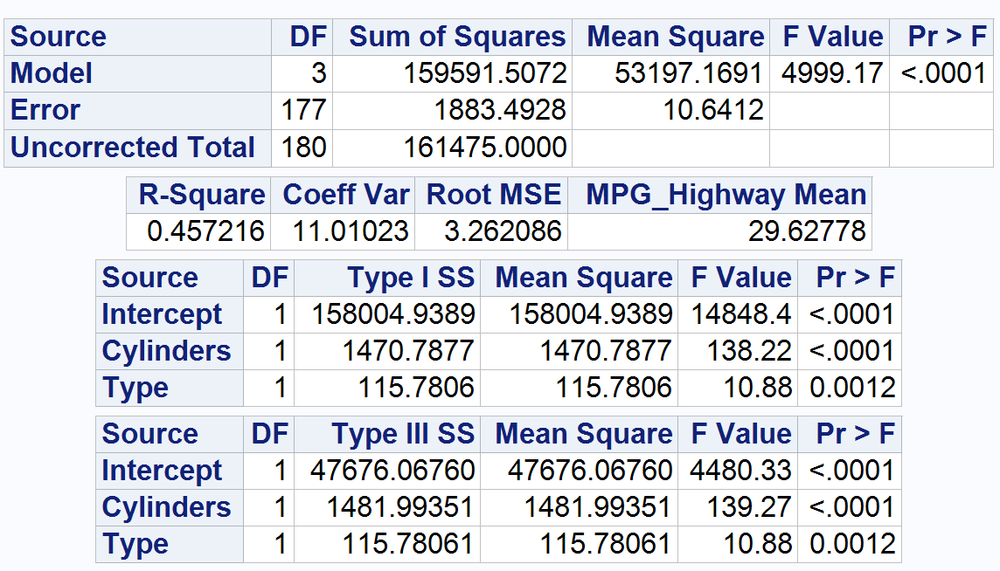 Source DF Sum of Squares Mean Square F Value Pr > F
Model 3 159591.5072 53197.1691 4999.17 <.0001
Error 177 1883.4928 10.6412
Uncorrected Total 180 161475.0000
R-Square Coeff Var Root MSE MPG_Highway Mean
0.457216 11.01023 3.262086 29.62778
Source DF Type I SS Mean Square F Value Pr > F
Intercept 1 158004.9389 158004.9389 14848.4 <.0001
Cylinders 1 1470.7877 1470.7877 138.22 <.0001
Type 1 115.7806 115.7806 10.88 0.0012
Source DF Type III SS Mean Square F Value Pr > F
Intercept 1 47676.06760 47676.06760 4480.33 <.0001
Cylinders 1 1481.99351 1481.99351 139.27 <.0001
Type 1 115.78061 115.78061 10.88 0.0012